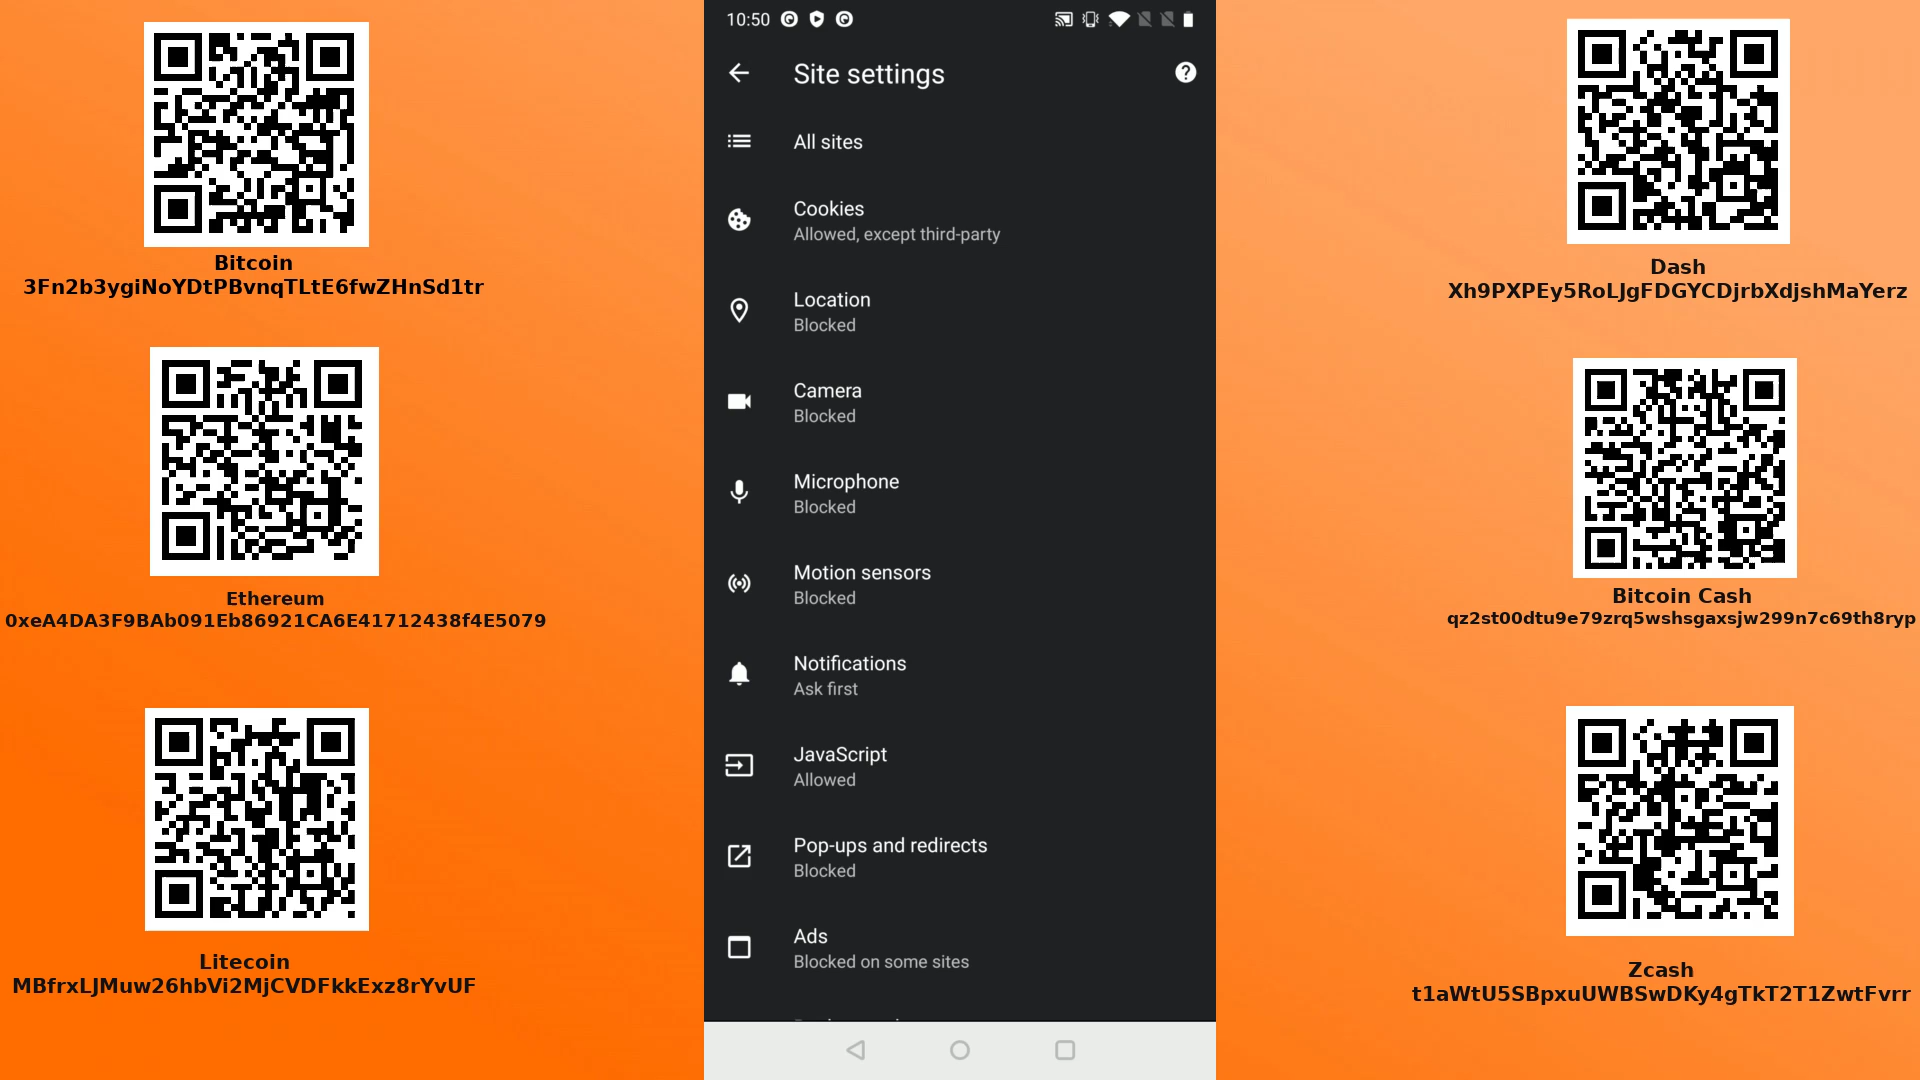 Bitcoin
3Fn2b3ygiNoYDtPBvnqTLtE6fwZHnSd1tr
Ethereum
0xeA4DA3F9BAb091Eb86921CA6E41712438f4E5079
Litecoin
MBfrxLJMuw26hbVi2MjCVDFkkExz8rYvUF
10:50
Site settings
All sites
Cookies
Allowed, except third-party
Location
Blocked
Camera
Blocked
Microphone
Blocked
Motion sensors
Blocked
Notifications
Ask first
JavaScript
Allowed
Pop-ups and redirects
Blocked
Ads
Blocked on some sites
Dash
Xh9PXPEy5RoLJgFDGYCDjrbXdjshMaYerz
Bitcoin Cash
qz2st00dtu9e79zrq5wshsgaxsjw299n7c69th8ryp
Zcash
t1aWtU5SBpxuUWBSwDKy4gTkT2T1ZwtFvrr